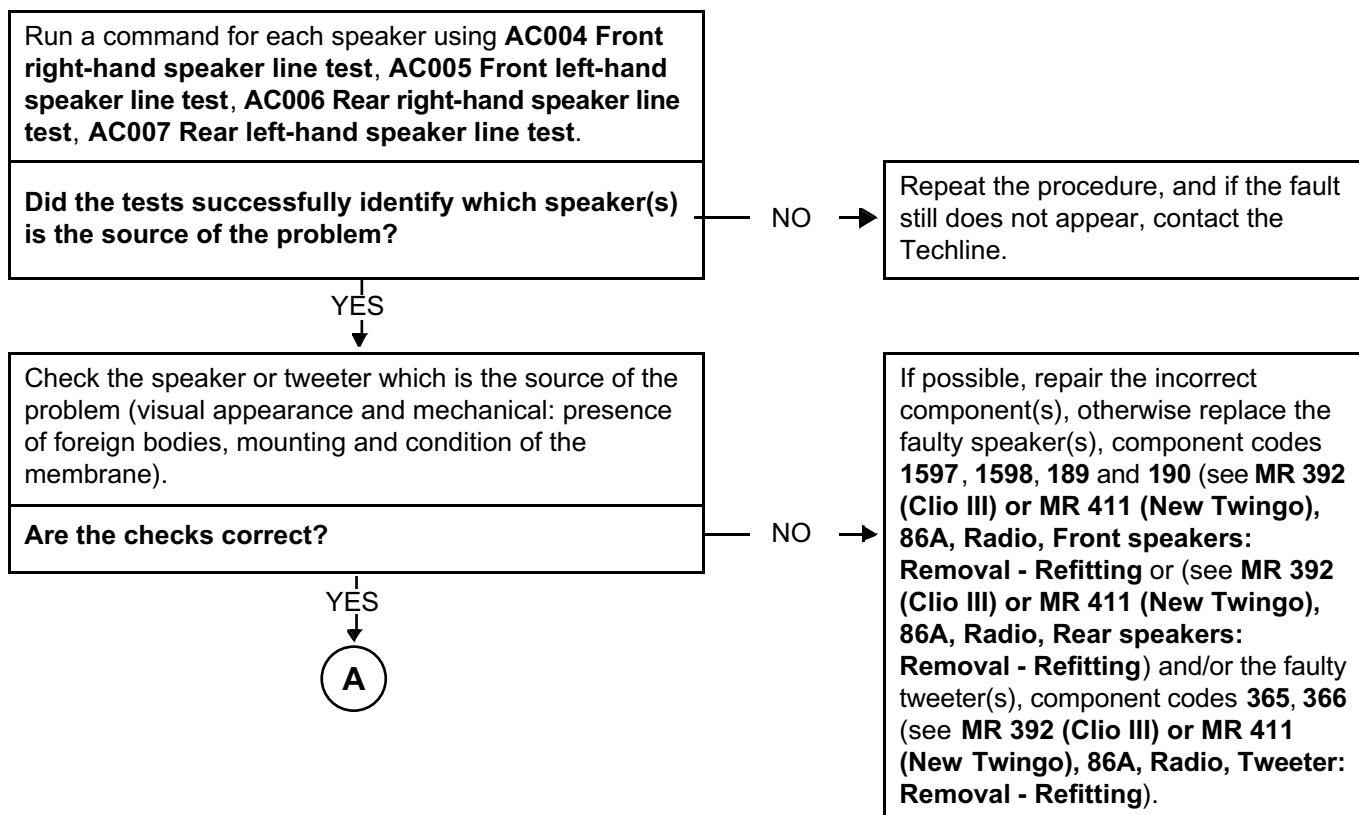 Run a command for each speaker using AC004 Front
right-hand speaker line test, AC005 Front left-hand
speaker line test, AC006 Rear right-hand speaker line
test, AC007 Rear left-hand speaker line test.
Did the tests successfully identify which speaker(s)
is the source of the problem?
NO
Repeat the procedure, and if the fault
still does not appear, contact the
Techline.
YES
Check the speaker or tweeter which is the source of the
problem (visual appearance and mechanical: presence
of foreign bodies, mounting and condition of the
membrane).
Are the checks correct?
NO
If possible, repair the incorrect
component(s), otherwise replace the
faulty speaker(s), component codes
1597, 1598, 189 and 190 (see MR 392
(Clio III) or MR 411 (New Twingo),
86A, Radio, Front speakers:
Removal - Refitting or (see MR 392
(Clio III) or MR 411 (New Twingo),
86A, Radio, Rear speakers:
Removal - Refitting) and/or the faulty
tweeter(s), component codes 365, 366
(see MR 392 (Clio III) or MR 411
(New Twingo), 86A, Radio, Tweeter:
Removal - Refitting).
YES
A